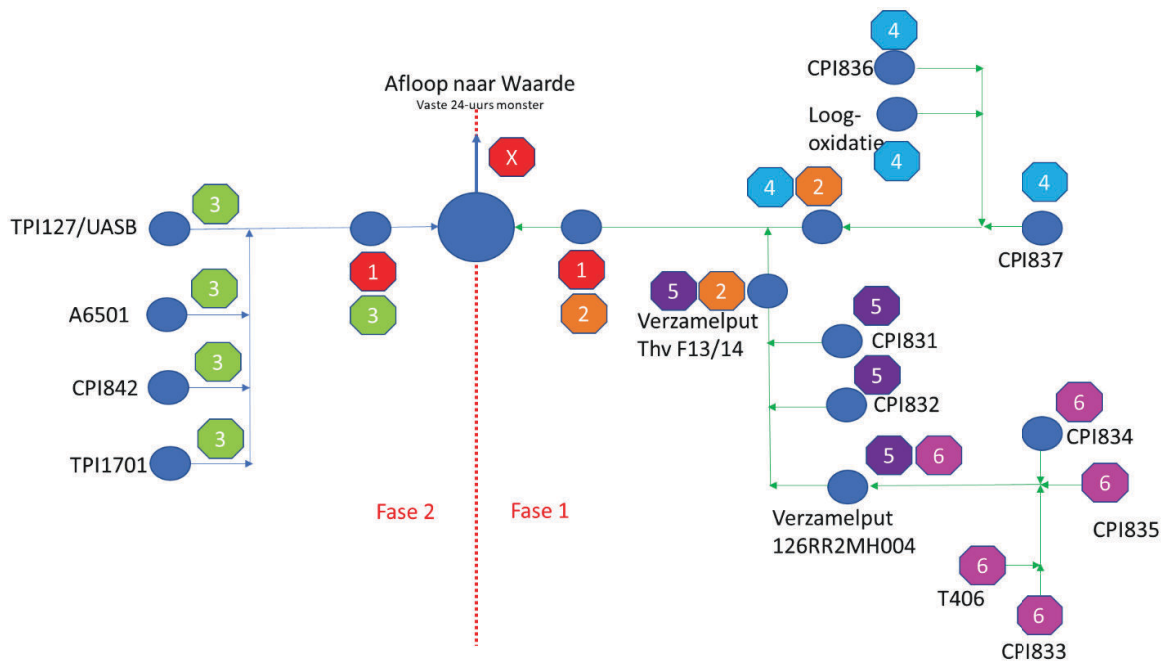 4
CPI836
Afloop naar Waarde
Vaste 24-uurs monster
Loog-
oxidatie
4
X
4
4
2
3
TPI127/UASB
CPI837
1
3
1
2
5
2
Verzamelput
Thv F13/14
3
A6501
5
CPI831
3
CPI842
5
CPI832
6
CPI834
3
TPI1701
5
6
6
CPI835
Fase 2
Fase 1
Verzamelput
126RR2MH004
6
T406
6
CPI833